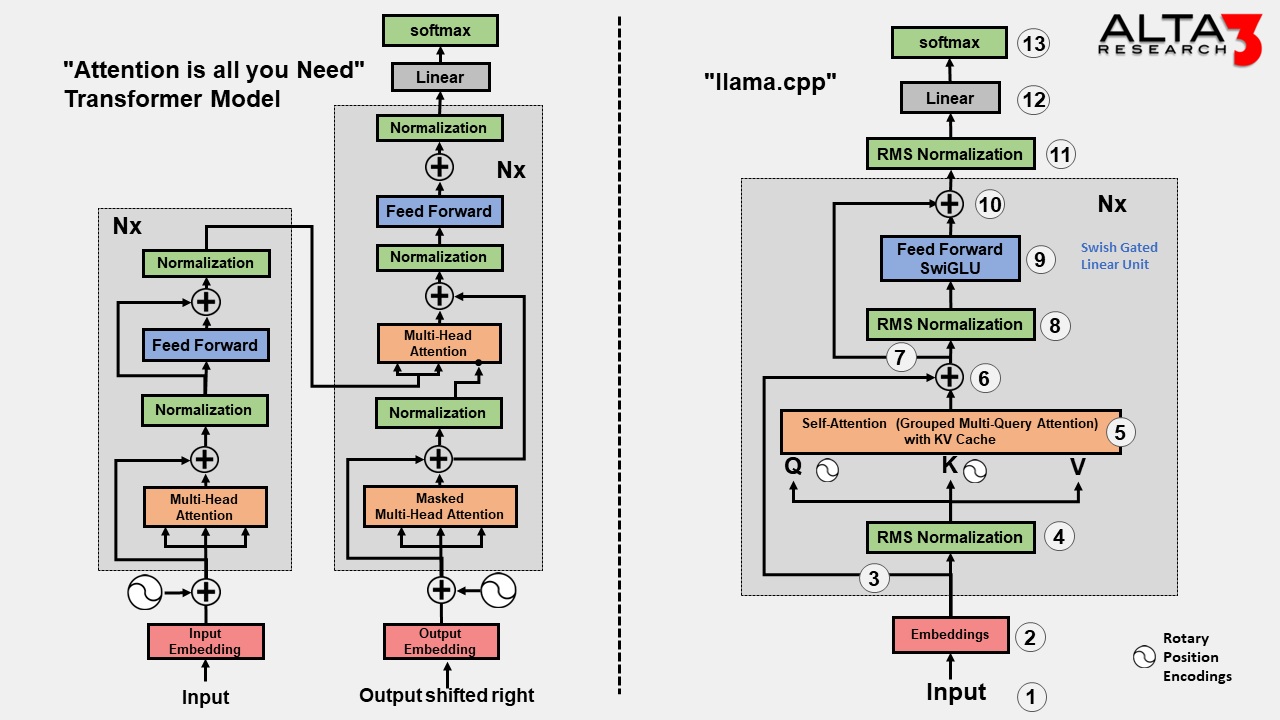 "Attention is all you Need"
Transformer Model
softmax
Linear
Normalization
Nx
Feed Forward
Normalization
Multi-Head
Attention
Normalization
Masked
Multi-Head Attention
Output
Embedding
Output shifted right
Nx
Normalization
Feed Forward
Normalization
Multi-Head
Attention
Input
Embedding
Input
ALTA3
RESEARCH
"llama.cpp"
softmax
13
Linear
12
RMS Normalization
11
Nx
10
Feed Forward
SwiGLU
9
Swish Gated
Linear Unit
RMS Normalization
8
7
6
Self-Attention (Grouped Multi-Query Attention)
with KV Cache
5
Q
K
V
RMS Normalization
4
3
Embeddings
2
Input
1
Rotary
Position
Encodings